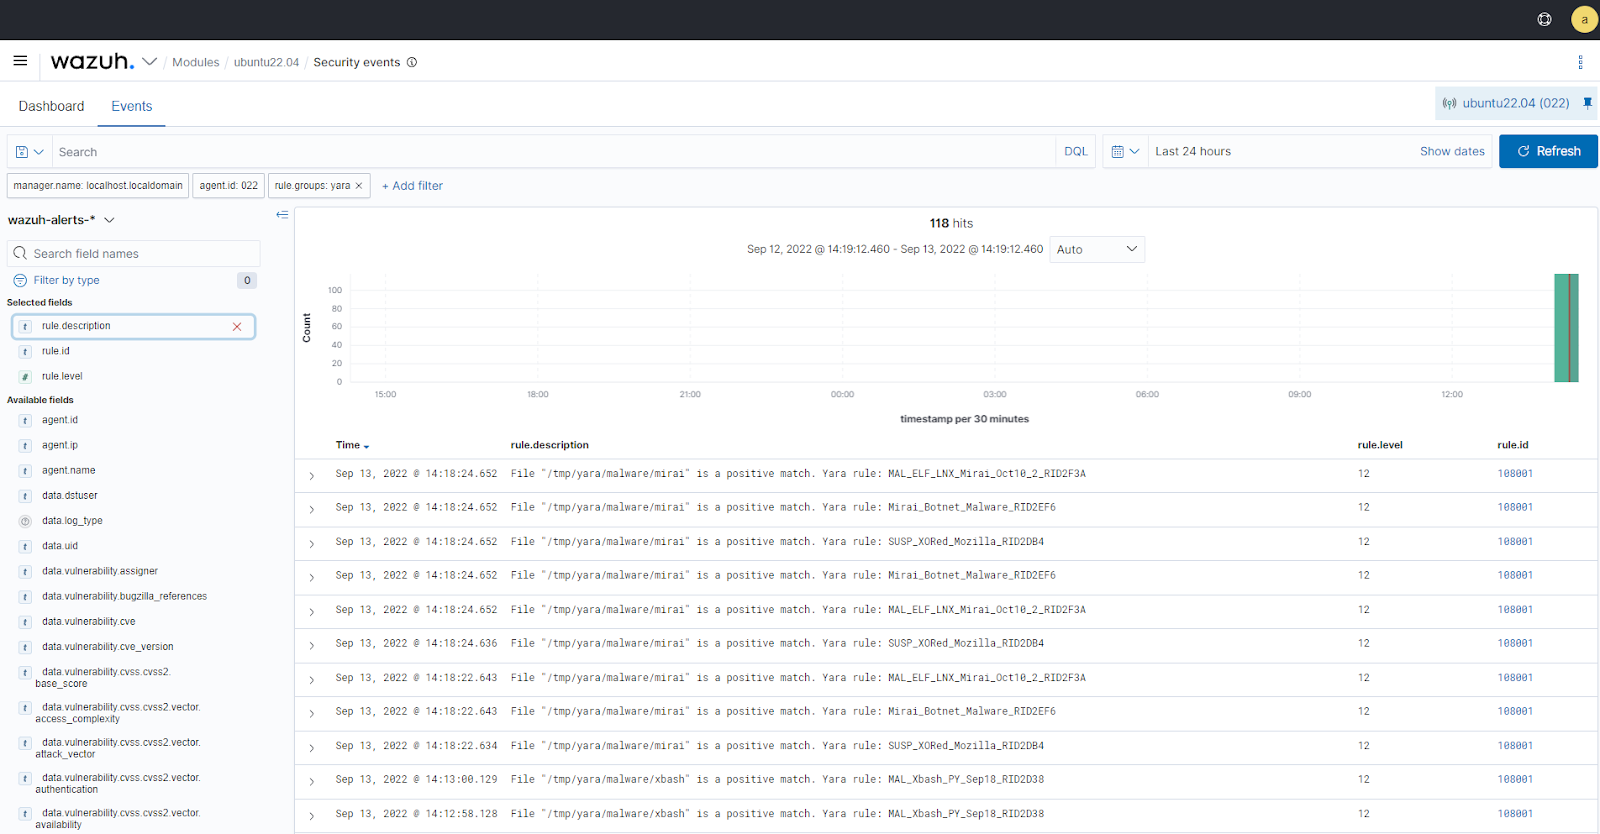 a
wazuh. / Modules / ubuntu22.04 / Security events
Dashboard Events ubuntu22.04 (022)
Search DQL Last 24 hours Show dates Refresh
manager.name: localhost.localdomain agent.id: 022 rule.groups: yara × + Add filter
wazuh-alerts-*
Search field names
Filter by type 0
Selected fields
t rule.description
t rule.id
# rule.level
Available fields
t agent.id
t agent.ip
t agent.name
t data.dstuser
data.log_type
t data.uid
t data.vulnerability.assigner
t data.vulnerability.bugzilla_references
t data.vulnerability.cve
t data.vulnerability.cve_version
t data.vulnerability.cvss.cvss2.
base_score
t data.vulnerability.cvss.cvss2.vector.
access_complexity
t data.vulnerability.cvss.cvss2.vector.
attack_vector
t data.vulnerability.cvss.cvss2.vector.
authentication
t data.vulnerability.cvss.cvss2.vector.
availability
118 hits
Sep 12, 2022 @ 14:19:12.460 - Sep 13, 2022 @ 14:19:12.460 Auto
Count
100
80
60
40
20
0
15:00 18:00 21:00 00:00 03:00 06:00 09:00 12:00
timestamp per 30 minutes
Time rule.description rule.level rule.id
Sep 13, 2022 @ 14:18:24.652 File "/tmp/yara/malware/mirai" is a positive match. Yara rule: MAL_ELF_LNX_Mirai_Oct10_2_RID2F3A 12 108001
Sep 13, 2022 @ 14:18:24.652 File "/tmp/yara/malware/mirai" is a positive match. Yara rule: Mirai_Botnet_Malware_RID2EF6 12 108001
Sep 13, 2022 @ 14:18:24.652 File "/tmp/yara/malware/mirai" is a positive match. Yara rule: SUSP_XORed_Mozilla_RID2DB4 12 108001
Sep 13, 2022 @ 14:18:24.652 File "/tmp/yara/malware/mirai" is a positive match. Yara rule: Mirai_Botnet_Malware_RID2EF6 12 108001
Sep 13, 2022 @ 14:18:24.652 File "/tmp/yara/malware/mirai" is a positive match. Yara rule: MAL_ELF_LNX_Mirai_Oct10_2_RID2F3A 12 108001
Sep 13, 2022 @ 14:18:24.636 File "/tmp/yara/malware/mirai" is a positive match. Yara rule: SUSP_XORed_Mozilla_RID2DB4 12 108001
Sep 13, 2022 @ 14:18:22.643 File "/tmp/yara/malware/mirai" is a positive match. Yara rule: MAL_ELF_LNX_Mirai_Oct10_2_RID2F3A 12 108001
Sep 13, 2022 @ 14:18:22.643 File "/tmp/yara/malware/mirai" is a positive match. Yara rule: Mirai_Botnet_Malware_RID2EF6 12 108001
Sep 13, 2022 @ 14:18:22.634 File "/tmp/yara/malware/mirai" is a positive match. Yara rule: SUSP_XORed_Mozilla_RID2DB4 12 108001
Sep 13, 2022 @ 14:13:00.129 File "/tmp/yara/malware/xbash" is a positive match. Yara rule: MAL_Xbash_PY_Sep18_RID2D38 12 108001
Sep 13, 2022 @ 14:12:58.128 File "/tmp/yara/malware/xbash" is a positive match. Yara rule: MAL_Xbash_PY_Sep18_RID2D38 12 108001